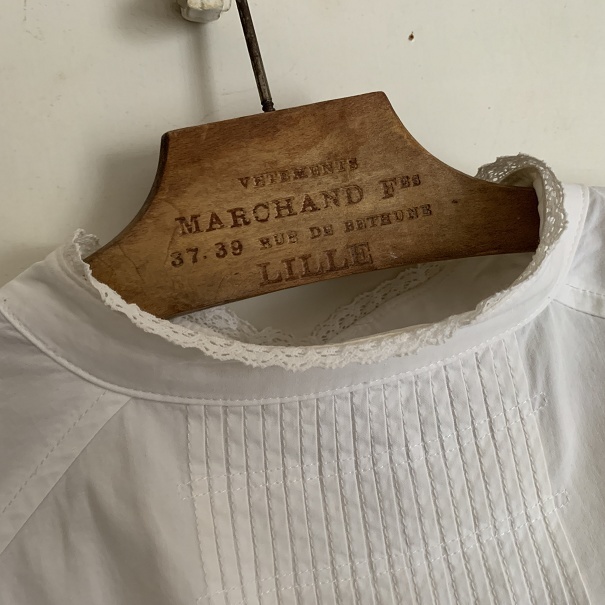 VETEMENTS
MARCHAND FES
37.39 RUE DE BETHUNE
LILLE